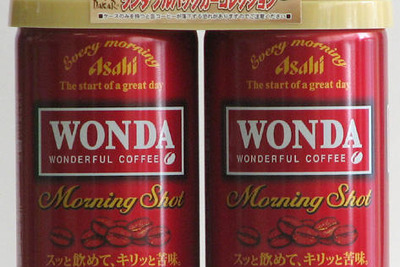 Every morning
Asahi
The start of a great day
WONDA
WONDERFUL COFFEE
Morning Shot
スッと飲めて、キリッと苦味。
Every morning
Asahi
The start of a great day
WONDA
WONDERFUL COFFEE
Morning Shot
スッと飲めて、キリッと苦味。